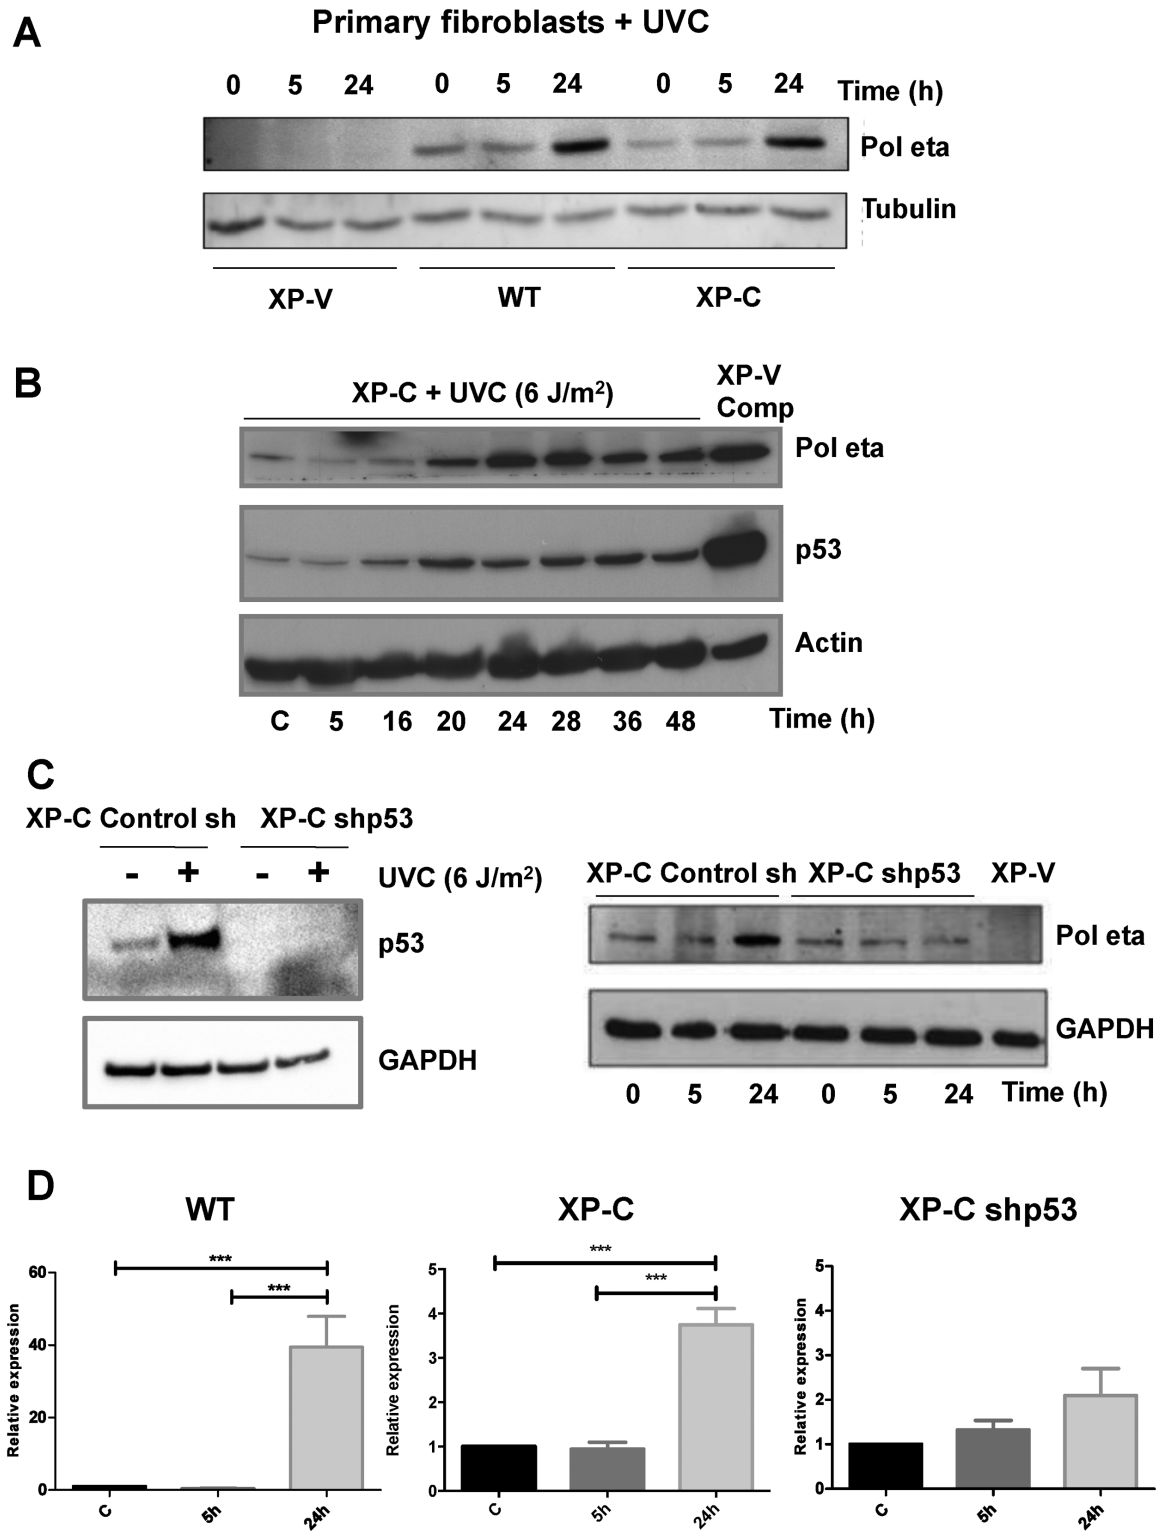 A
Primary fibroblasts + UVC
0 5 24 0 5 24 0 5 24 Time (h)
Pol eta
Tubulin
XP-V WT XP-C
B
XP-C + UVC (6 J/m²)
XP-V
Comp
Pol eta
p53
Actin
C 5 16 20 24 28 36 48 Time (h)
C
XP-C Control sh XP-C shp53
- + - + UVC (6 J/m²)
p53
GAPDH
XP-C Control sh XP-C shp53 XP-V
Pol eta
GAPDH
0 5 24 0 5 24 Time (h)
D
WT
Relative expression
60
40
20
0
***
***
C 5h 24h
XP-C
Relative expression
5
4
3
2
1
0
***
***
C 5h 24h
XP-C shp53
Relative expression
5
4
3
2
1
0
C 5h 24h